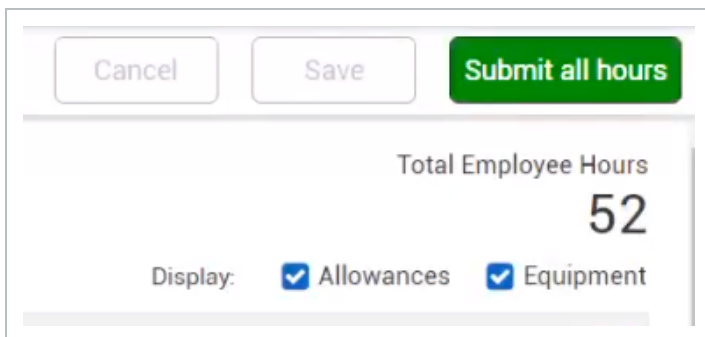 Cancel Save Submit all hours
Total Employee Hours
52
Display: Allowances Equipment